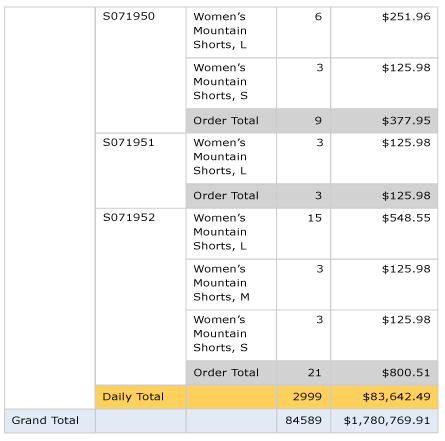 S071950 Women's Mountain Shorts, L 6 $251.96
Women's Mountain Shorts, S 3 $125.98
Order Total 9 $377.95
S071951 Women's Mountain Shorts, L 3 $125.98
Order Total 3 $125.98
S071952 Women's Mountain Shorts, L 15 $548.55
Women's Mountain Shorts, M 3 $125.98
Women's Mountain Shorts, S 3 $125.98
Order Total 21 $800.51
Daily Total 2999 $83,642.49
Grand Total 84589 $1,780,769.91